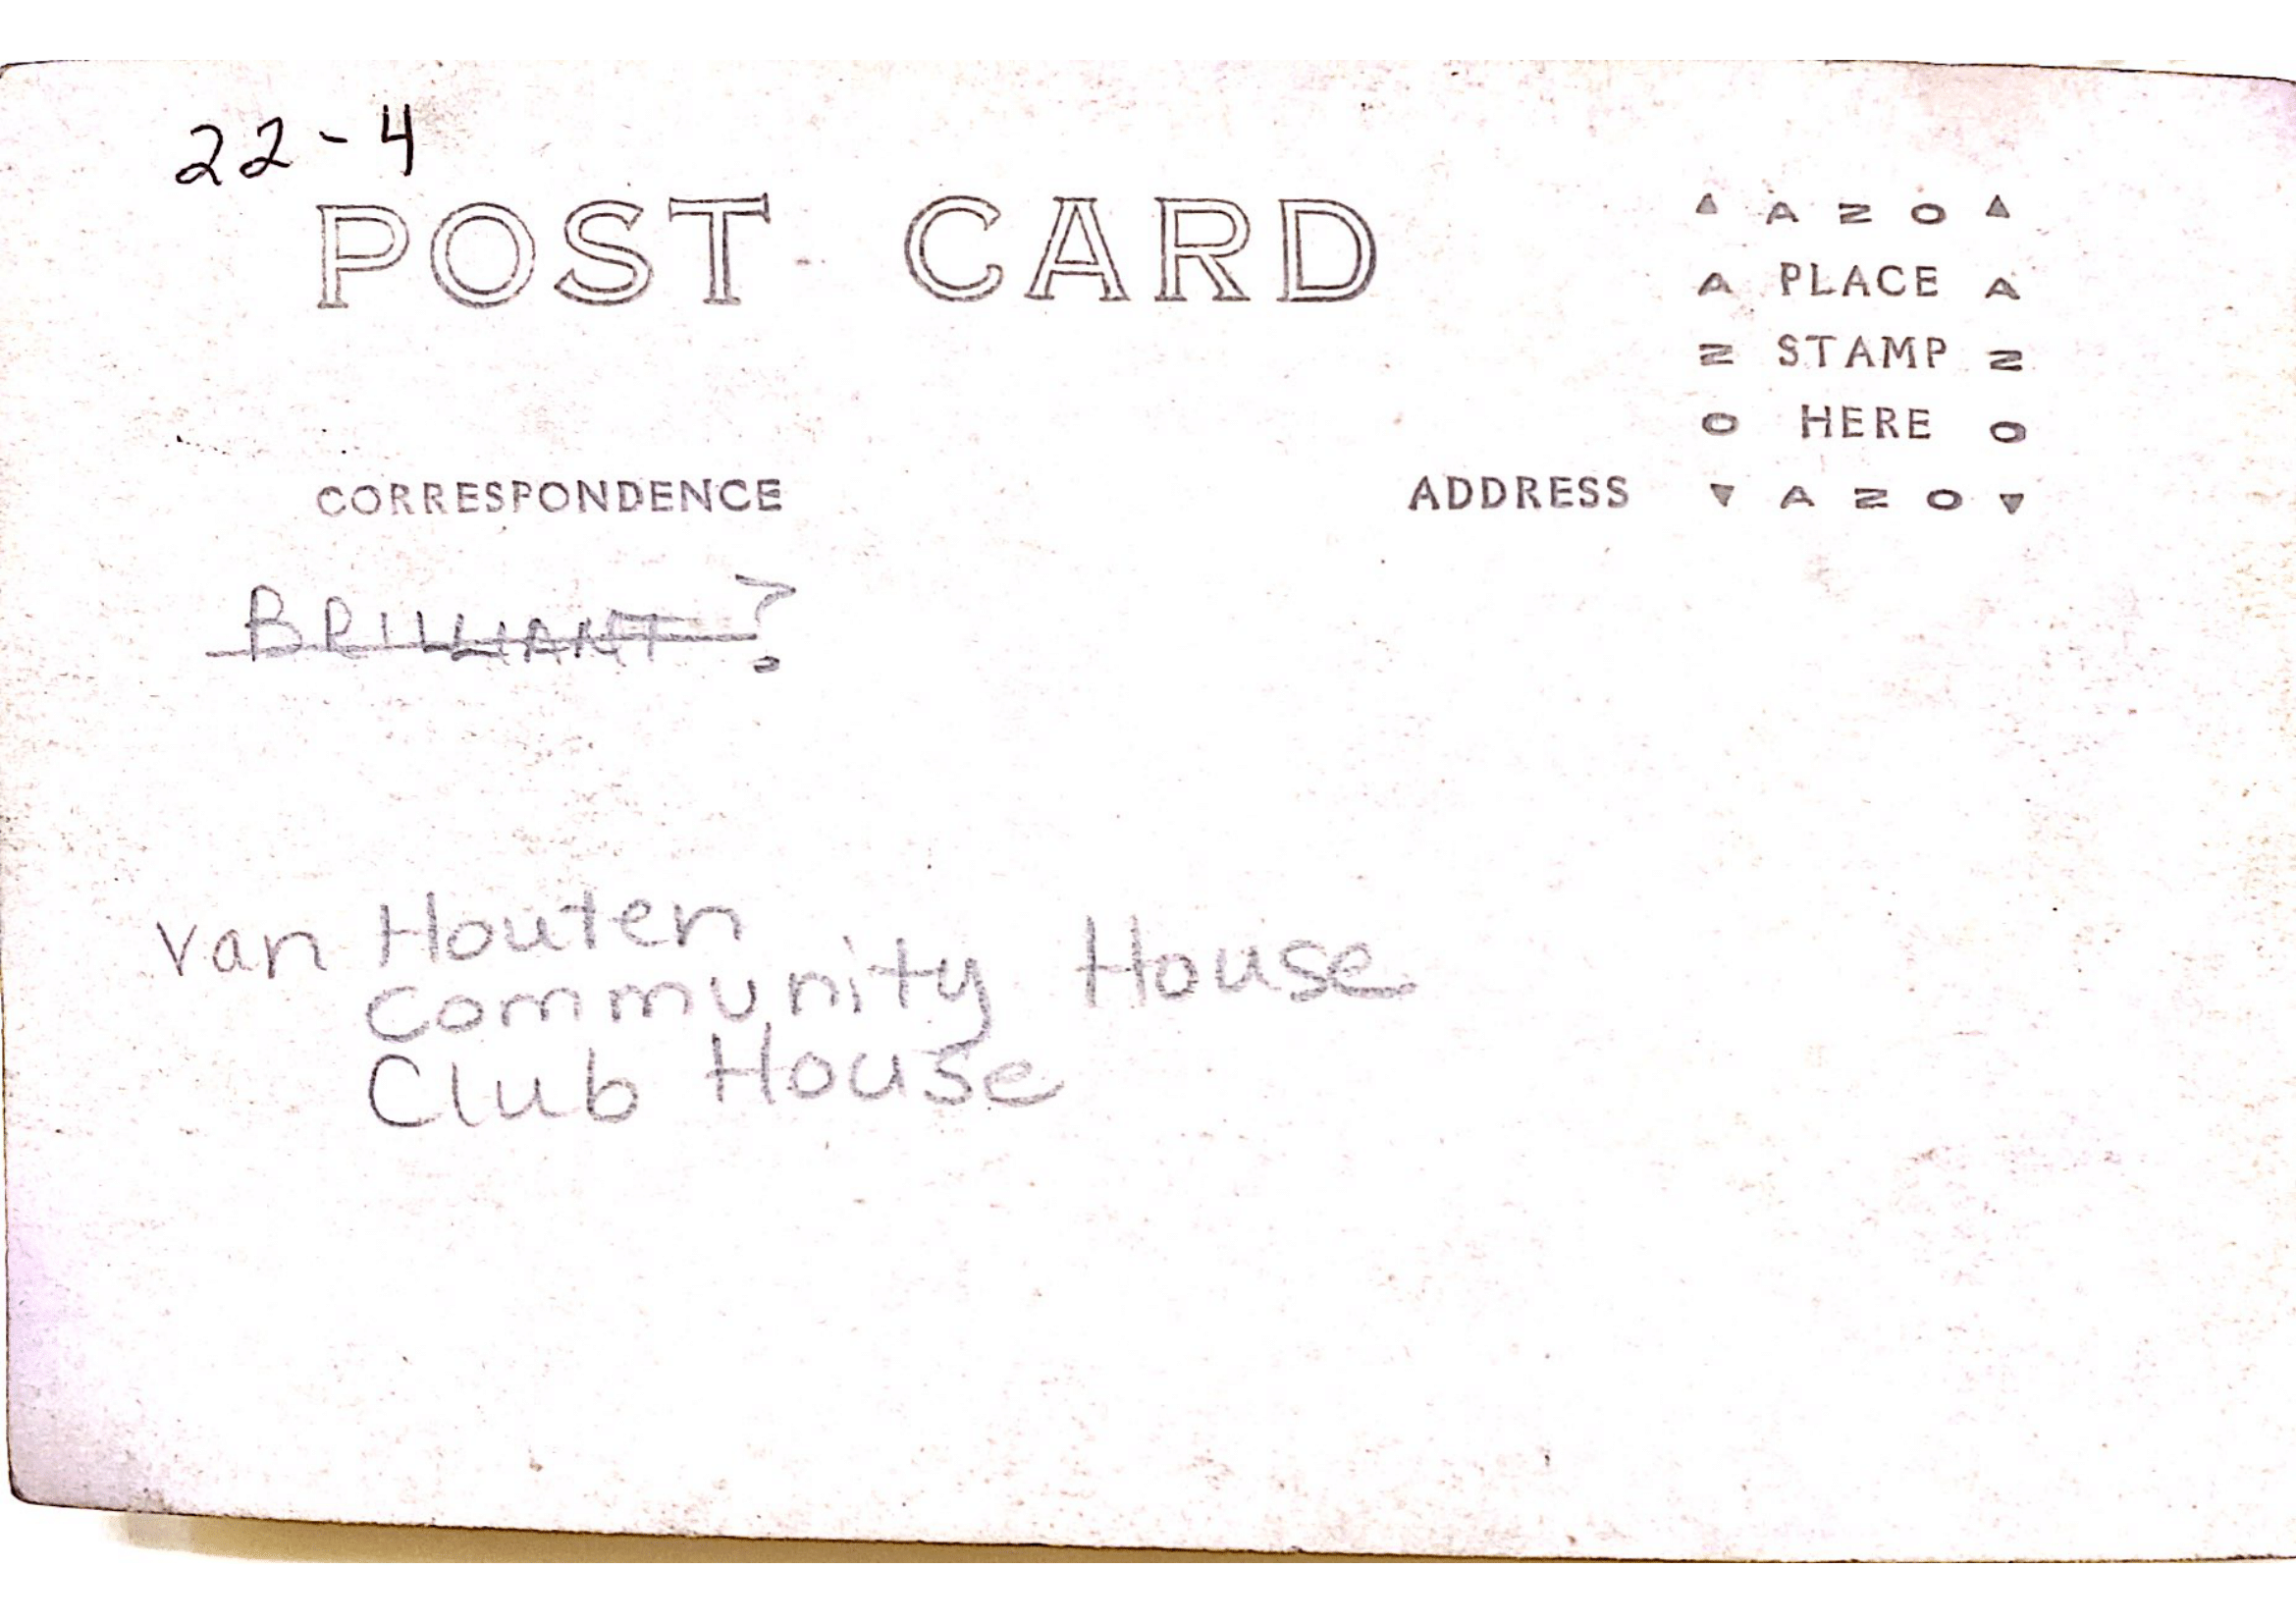 22-4
POST CARD
▲ A Z O ▲
A PLACE A
Z STAMP Z
O HERE O
▼ A Z O ▼
CORRESPONDENCE
ADDRESS
BRILLIANT?
Van Houten
Community House
Club House